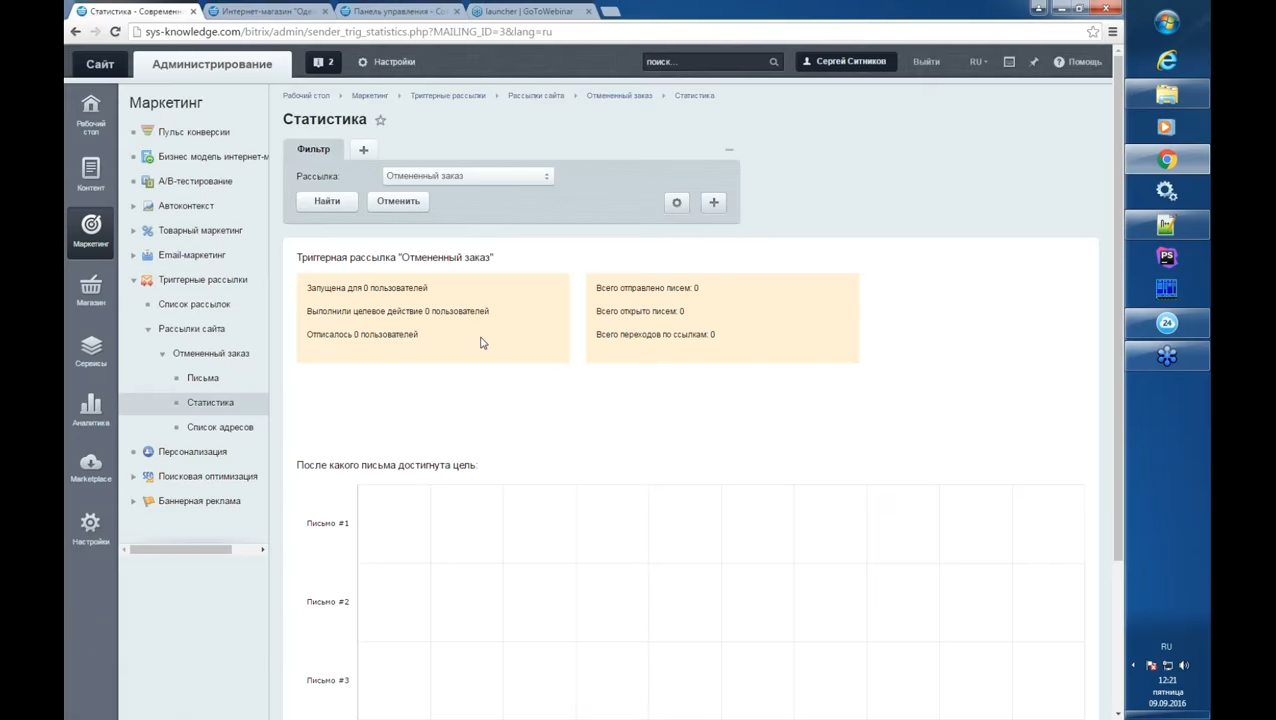 Статистика - Современ
Интернет-магазин "Оде
Панель управления - Со
launcher | GoToWebinar
sys-knowledge.com/bitrix/admin/sender_trig_statistics.php?MAILING_ID=3&lang=ru
Сайт
Администрирование
2
Настройки
поиск...
Сергей Ситников
Выйти
RU
Помощь
Рабочий стол
Маркетинг
Контент
Маркетинг
Магазин
Сервисы
Аналитика
Marketplace
Настройки
Пульс конверсии
Бизнес модель интернет-м
A/B-тестирование
Автоконтекст
Товарный маркетинг
Email-маркетинг
Триггерные рассылки
Список рассылок
Рассылки сайта
Отмененный заказ
Письма
Статистика
Список адресов
Персонализация
Поисковая оптимизация
Баннерная реклама
Рабочий стол Маркетинг Триггерные рассылки Рассылки сайта Отмененный заказ Статистика
Статистика
Фильтр
Рассылка: Отмененный заказ
Найти Отменить
Триггерная рассылка "Отмененный заказ"
Запущена для 0 пользователей
Выполнили целевое действие 0 пользователей
Отписалось 0 пользователей
Всего отправлено писем: 0
Всего открыто писем: 0
Всего переходов по ссылкам: 0
После какого письма достигнута цель:
Письмо #1
Письмо #2
Письмо #3
PS
24
RU
12:21
пятница
09.09.2016